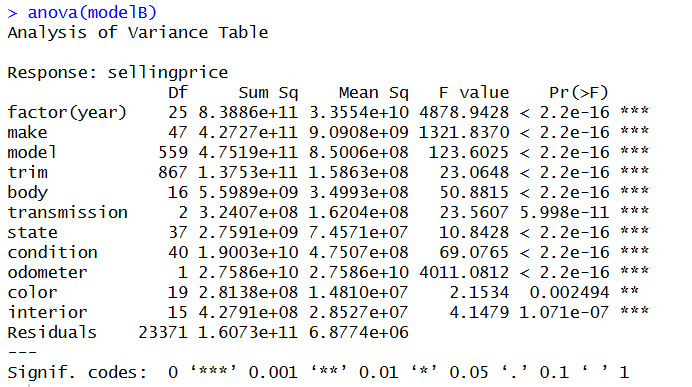 > anova(modelB)
Analysis of Variance Table

Response: sellingprice
                Df     Sum Sq    Mean Sq   F value    Pr(>F)    
factor(year)    25 8.3886e+11 3.3554e+10 4878.9428 < 2.2e-16 ***
make            47 4.2727e+11 9.0908e+09 1321.8370 < 2.2e-16 ***
model          559 4.7519e+11 8.5006e+08  123.6025 < 2.2e-16 ***
trim           867 1.3753e+11 1.5863e+08   23.0648 < 2.2e-16 ***
body            16 5.5989e+09 3.4993e+08   50.8815 < 2.2e-16 ***
transmission     2 3.2407e+08 1.6204e+08   23.5607 5.998e-11 ***
state           37 2.7591e+09 7.4571e+07   10.8428 < 2.2e-16 ***
condition       40 1.9003e+10 4.7507e+08   69.0765 < 2.2e-16 ***
odometer         1 2.7586e+10 2.7586e+10 4011.0812 < 2.2e-16 ***
color           19 2.8138e+08 1.4810e+07    2.1534  0.002494 ** 
interior        15 4.2791e+08 2.8527e+07    4.1479 1.071e-07 ***
Residuals    23371 1.6073e+11 6.8774e+06
---
Signif. codes:  0 ‘***’ 0.001 ‘**’ 0.01 ‘*’ 0.05 ‘.’ 0.1 ‘ ’ 1